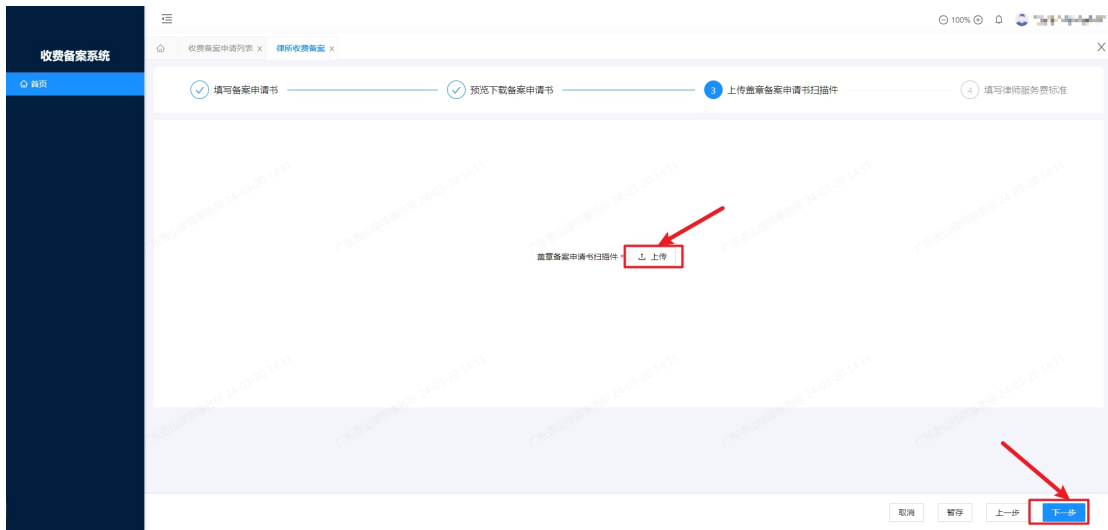 100%
收费备案系统
收费备案申请列表 x 律所收费备案 x
首页
填写备案申请书
预览下载备案申请书
3 上传盖章备案申请书扫描件
4 填写律师服务费标准
盖章备案申请书扫描件 * 上传
取消 暂存 上一步 下一步